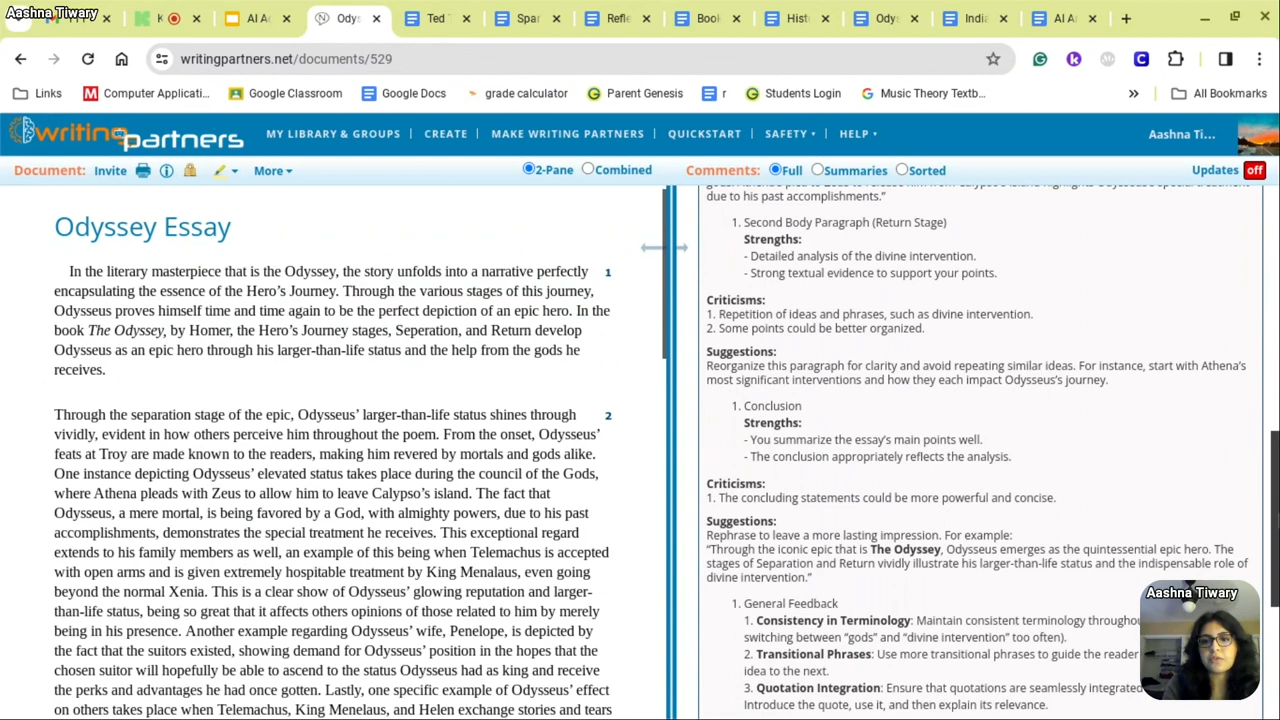 Aashna Tiwary
K
AI A
Odys
Ted
Spar
Refle
Book
Hist
Odys
India
AI Ar
writingpartners.net/documents/529
Links
Computer Applicati...
Google Classroom
Google Docs
grade calculator
Parent Genesis
r
Students Login
Music Theory Textb...
All Bookmarks
writing partners
MY LIBRARY & GROUPS
CREATE
MAKE WRITING PARTNERS
QUICKSTART
SAFETY
HELP
Aashna Ti...
Document:
Invite
More
2-Pane
Combined
Comments:
Full
Summaries
Sorted
Updates
off
Odyssey Essay
In the literary masterpiece that is the Odyssey, the story unfolds into a narrative perfectly 1
encapsulating the essence of the Hero’s Journey. Through the various stages of this journey,
Odysseus proves himself time and time again to be the perfect depiction of an epic hero. In the
book The Odyssey, by Homer, the Hero’s Journey stages, Seperation, and Return develop
Odysseus as an epic hero through his larger-than-life status and the help from the gods he
receives.
Through the separation stage of the epic, Odysseus’ larger-than-life status shines through 2
vividly, evident in how others perceive him throughout the poem. From the onset, Odysseus’
feats at Troy are made known to the readers, making him revered by mortals and gods alike.
One instance depicting Odysseus’ elevated status takes place during the council of the Gods,
where Athena pleads with Zeus to allow him to leave Calypso’s island. The fact that
Odysseus, a mere mortal, is being favored by a God, with almighty powers, due to his past
accomplishments, demonstrates the special treatment he receives. This exceptional regard
extends to his family members as well, an example of this being when Telemachus is accepted
with open arms and is given extremely hospitable treatment by King Menalaus, even going
beyond the normal Xenia. This is a clear show of Odysseus’ glowing reputation and larger-
than-life status, being so great that it affects others opinions of those related to him by merely
being in his presence. Another example regarding Odysseus’ wife, Penelope, is depicted by
the fact that the suitors existed, showing demand for Odysseus’ position in the hopes that the
chosen suitor will hopefully be able to ascend to the status Odysseus had as king and receive
the perks and advantages he had once gotten. Lastly, one specific example of Odysseus’ effect
on others takes place when Telemachus, King Menelaus, and Helen exchange stories and tears
due to his past accomplishments.”
1. Second Body Paragraph (Return Stage)
Strengths:
- Detailed analysis of the divine intervention.
- Strong textual evidence to support your points.
Criticisms:
1. Repetition of ideas and phrases, such as divine intervention.
2. Some points could be better organized.
Suggestions:
Reorganize this paragraph for clarity and avoid repeating similar ideas. For instance, start with Athena’s
most significant interventions and how they each impact Odysseus’s journey.
1. Conclusion
Strengths:
- You summarize the essay’s main points well.
- The conclusion appropriately reflects the analysis.
Criticisms:
1. The concluding statements could be more powerful and concise.
Suggestions:
Rephrase to leave a more lasting impression. For example:
“Through the iconic epic that is The Odyssey, Odysseus emerges as the quintessential epic hero. The
stages of Separation and Return vividly illustrate his larger-than-life status and the indispensable role of
divine intervention.”
1. General Feedback
1. Consistency in Terminology: Maintain consistent terminology throughou
switching between “gods” and “divine intervention” too often).
2. Transitional Phrases: Use more transitional phrases to guide the reader
idea to the next.
3. Quotation Integration: Ensure that quotations are seamlessly integrated
Introduce the quote, use it, and then explain its relevance.
Aashna Tiwary